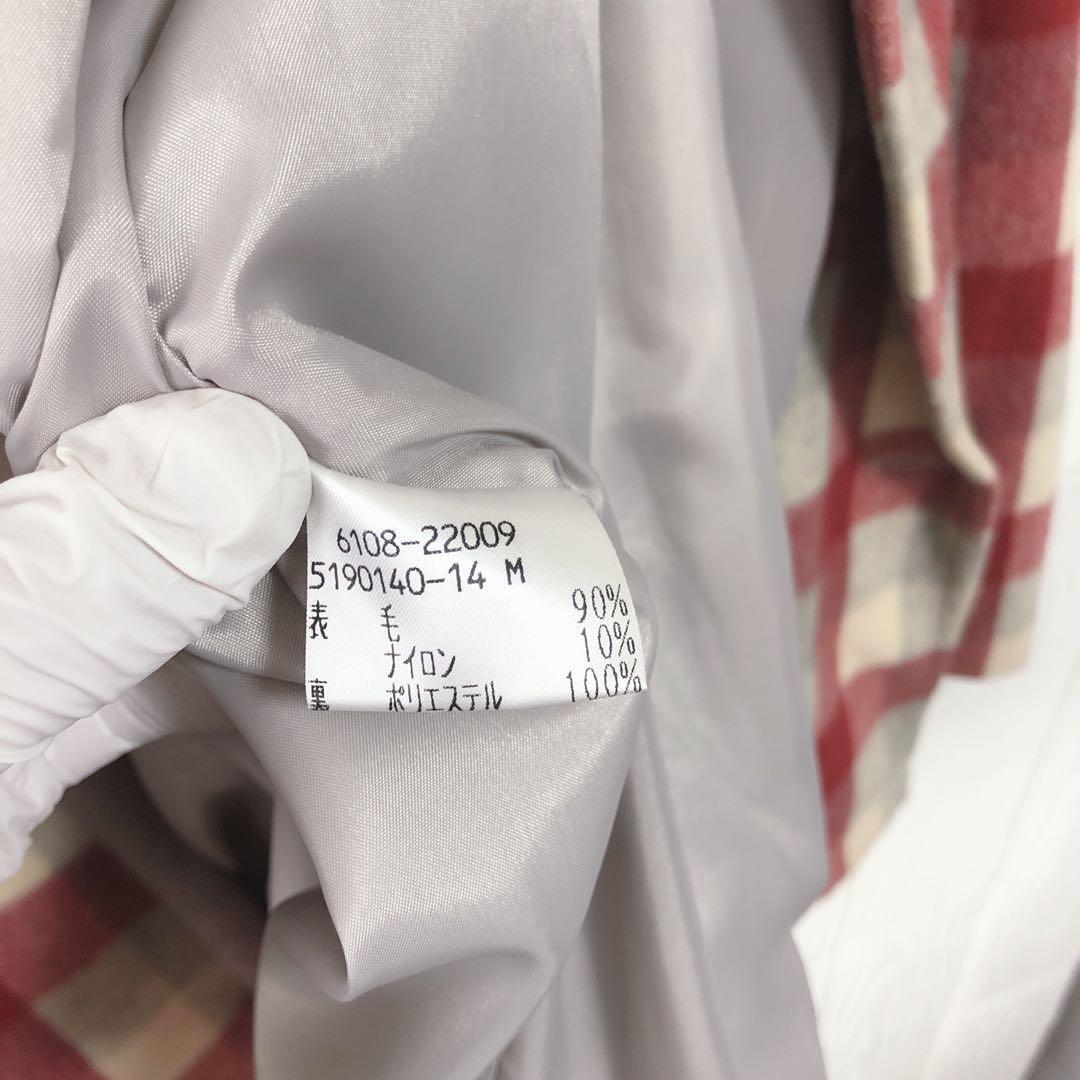 6108-22009
5190140-14 M
表 毛 90%
ナイロン 10%
裏 ポリエステル 100%